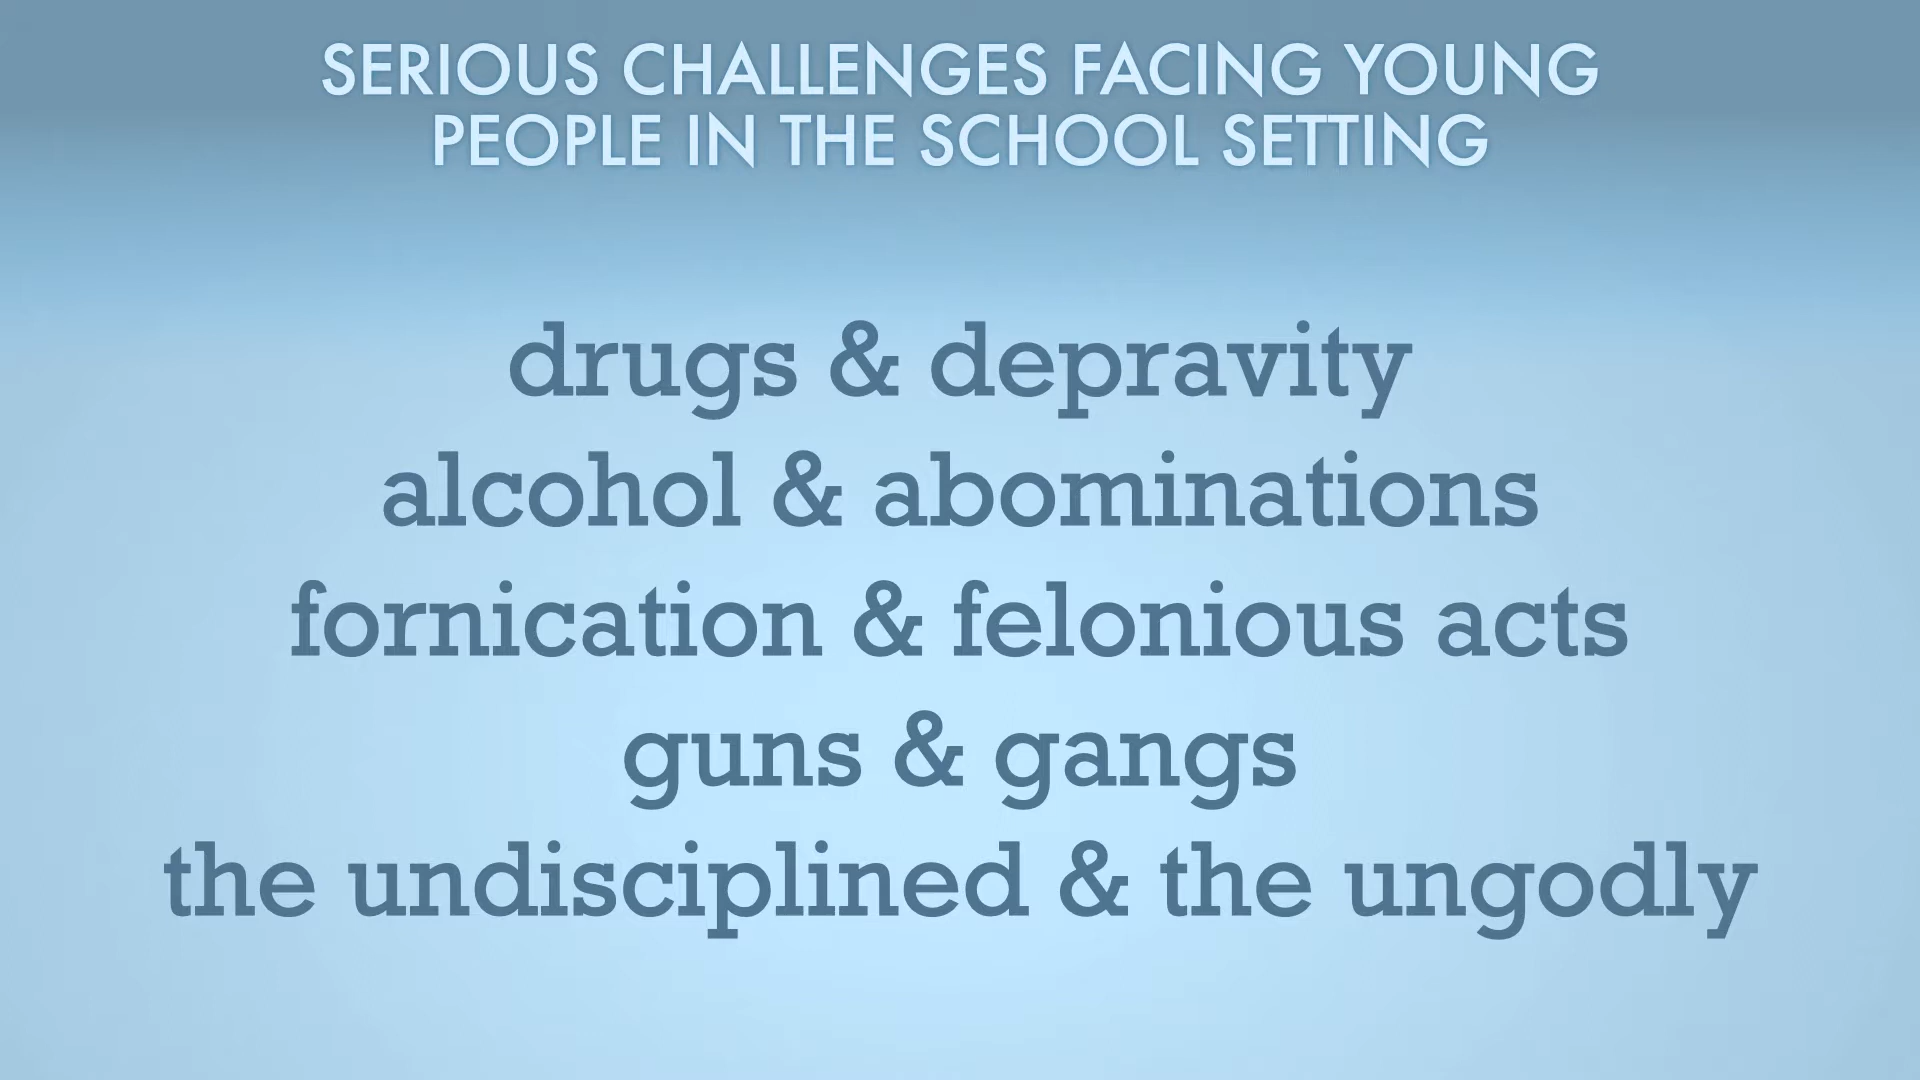 SERIOUS CHALLENGES FACING YOUNG
PEOPLE IN THE SCHOOL SETTING
drugs & depravity
alcohol & abominations
fornication & felonious acts
guns & gangs
the undisciplined & the ungodly